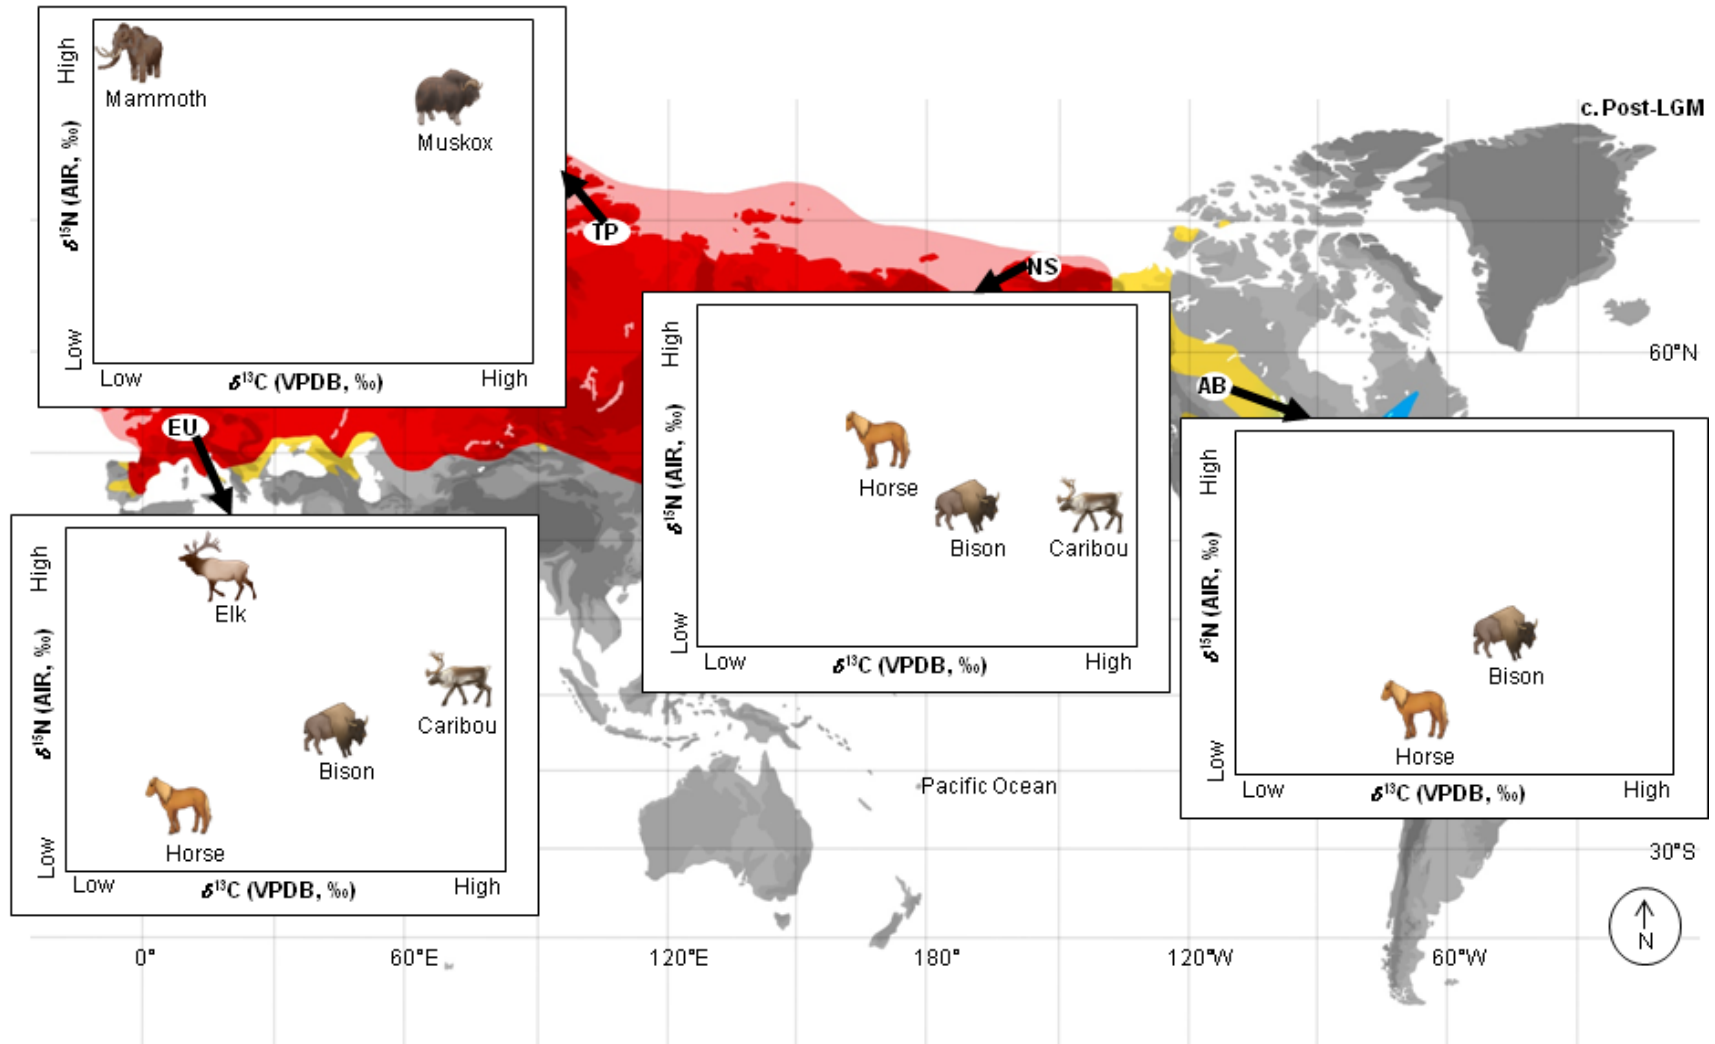 c. Post-LGM
High
Mammoth
Muskox
δ¹⁵N (AIR, ‰)
Low
Low
δ¹³C (VPDB, ‰)
High
TP
NS
High
Horse
Bison
Caribou
δ¹⁵N (AIR, ‰)
Low
Low
δ¹³C (VPDB, ‰)
High
60°N
AB
High
Bison
δ¹⁵N (AIR, ‰)
Horse
Low
Low
δ¹³C (VPDB, ‰)
High
EU
High
Elk
δ¹⁵N (AIR, ‰)
Caribou
Bison
Horse
Low
Low
δ¹³C (VPDB, ‰)
High
Pacific Ocean
30°S
N
0°
60°E
120°E
180°
120°W
60°W